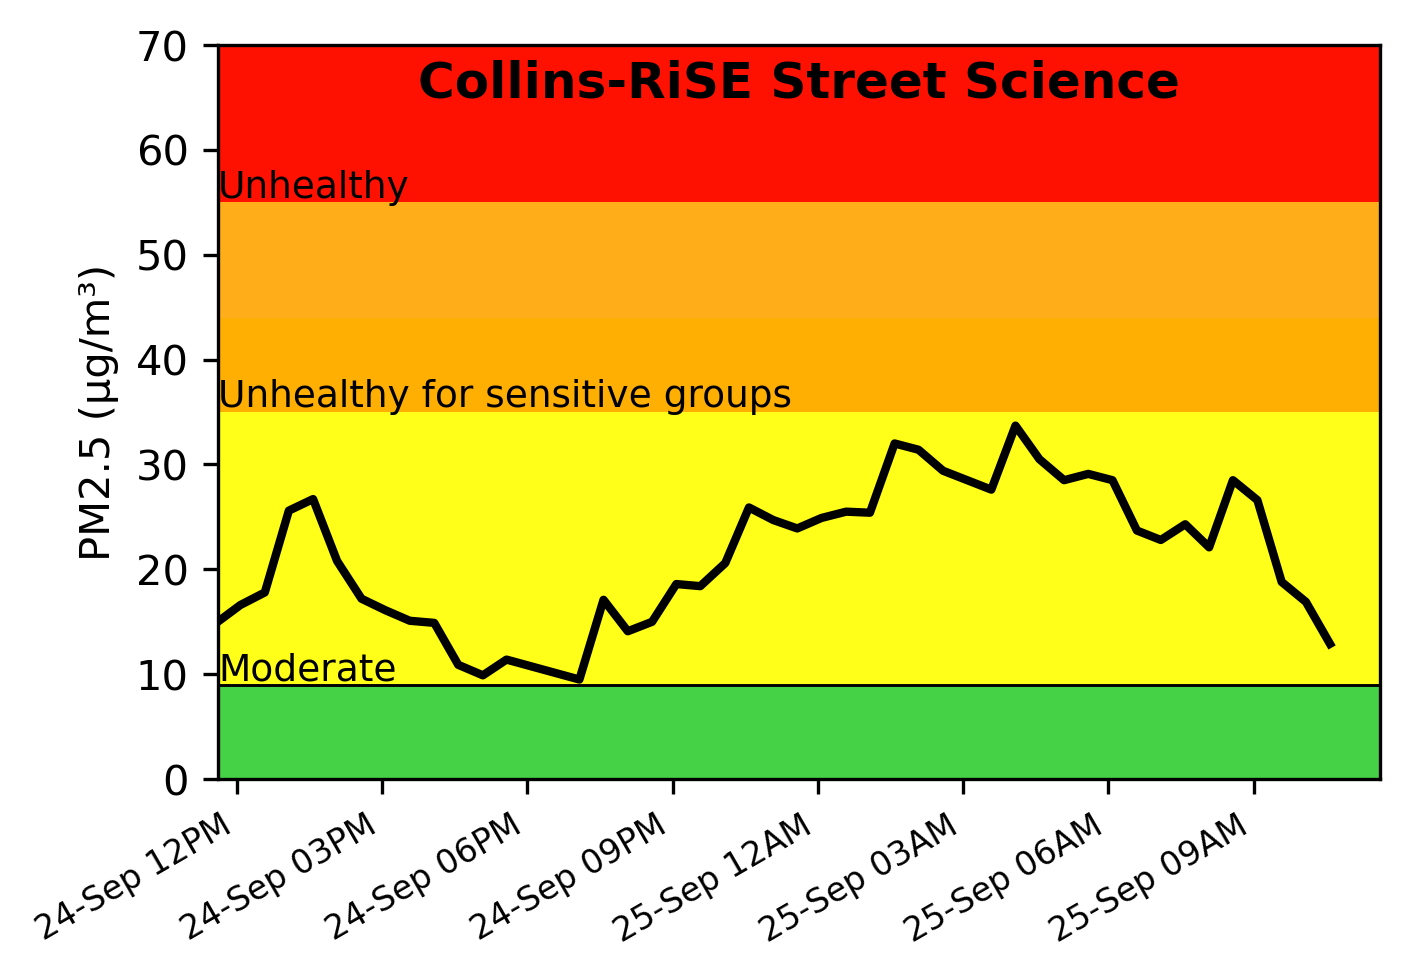 Collins-RiSE Street Science
70
60
Unhealthy
50
40
Unhealthy for sensitive groups
30
20
Moderate
10
0
PM2.5 (µg/m³)
24-Sep 12PM
24-Sep 03PM
24-Sep 06PM
24-Sep 09PM
25-Sep 12AM
25-Sep 03AM
25-Sep 06AM
25-Sep 09AM